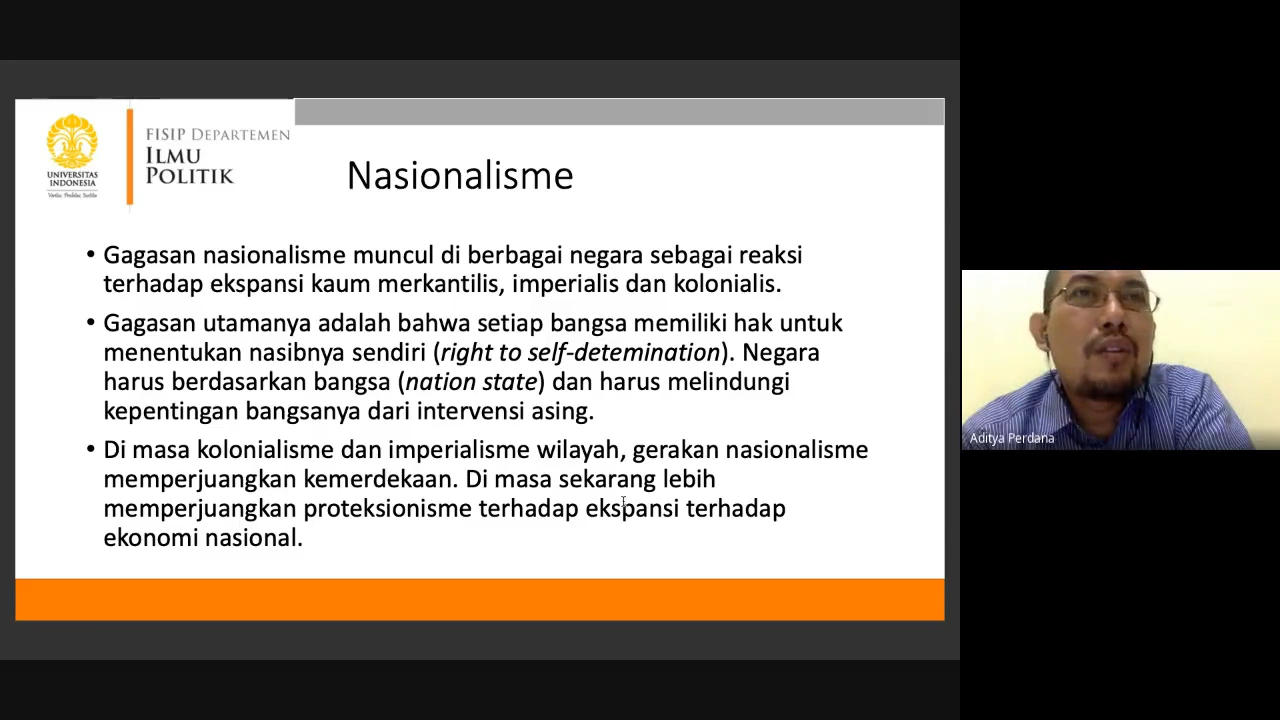 UNIVERSITAS
INDONESIA
Veritas, Probitas, Iustitia
FISIP DEPARTEMEN
ILMU
POLITIK
Nasionalisme
• Gagasan nasionalisme muncul di berbagai negara sebagai reaksi
terhadap ekspansi kaum merkantilis, imperialis dan kolonialis.
• Gagasan utamanya adalah bahwa setiap bangsa memiliki hak untuk
menentukan nasibnya sendiri (right to self-detemination). Negara
harus berdasarkan bangsa (nation state) dan harus melindungi
kepentingan bangsanya dari intervensi asing.
• Di masa kolonialisme dan imperialisme wilayah, gerakan nasionalisme
memperjuangkan kemerdekaan. Di masa sekarang lebih
memperjuangkan proteksionisme terhadap ekspansi terhadap
ekonomi nasional.
Aditya Perdana